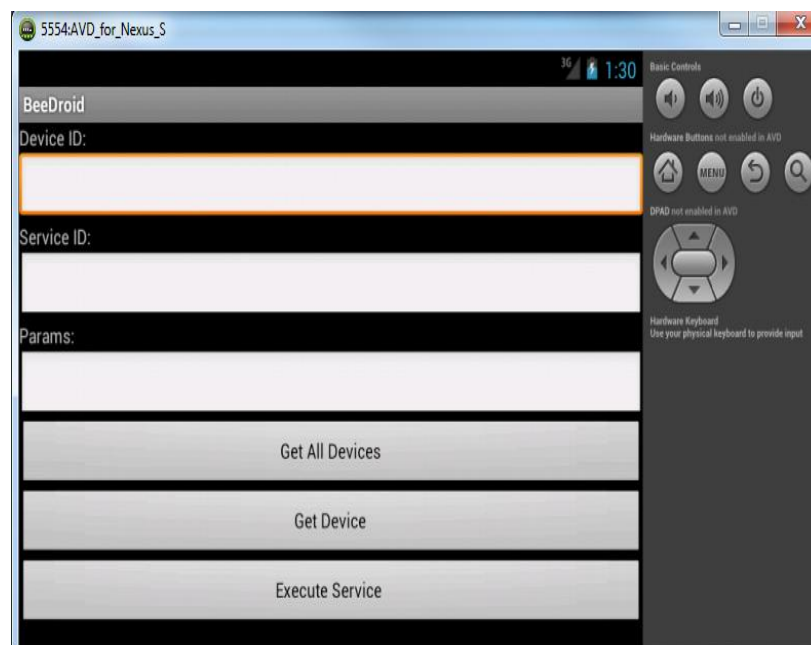 5554:AVD_for_Nexus_S
3G 1:30
BeeDroid
Device ID:
Service ID:
Params:
Get All Devices
Get Device
Execute Service
Basic Controls
Hardware Buttons not enabled in AVD
MENU
DPAD not enabled in AVD
Hardware Keyboard
Use your physical keyboard to provide input